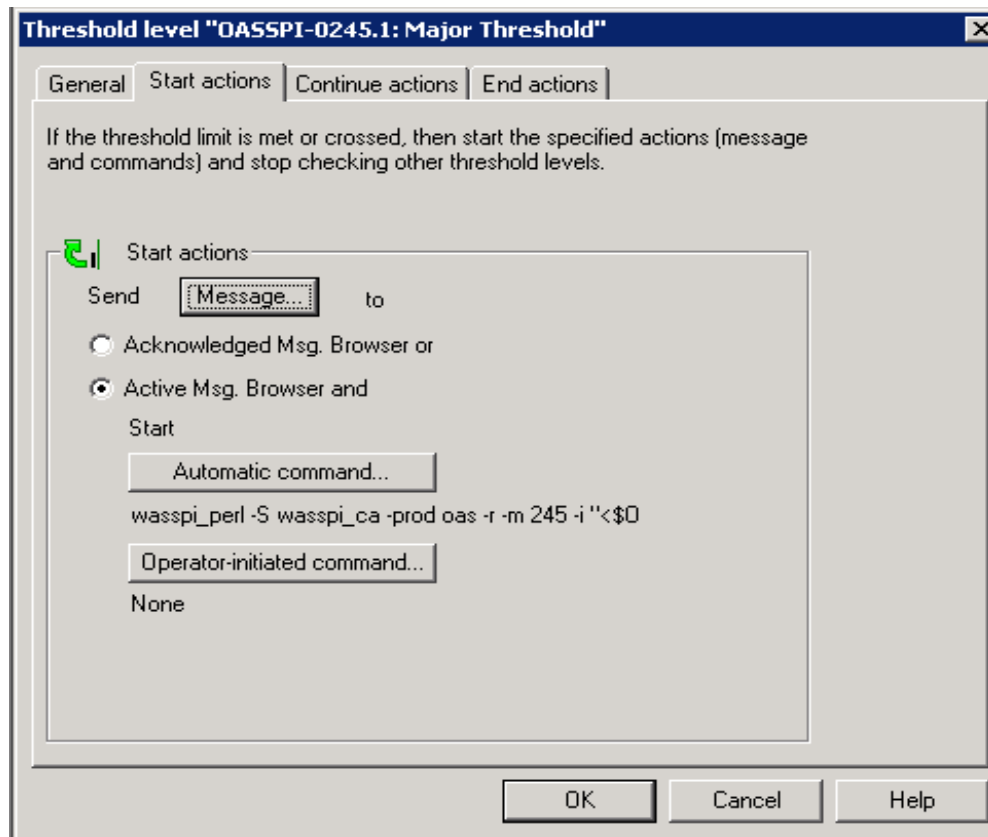 Threshold level "OASSPI-0245.1: Major Threshold"
General Start actions Continue actions End actions
If the threshold limit is met or crossed, then start the specified actions (message
and commands) and stop checking other threshold levels.
Start actions
Send Message... to
Acknowledged Msg. Browser or
Active Msg. Browser and
Start
Automatic command...
wasspi_perl -S wasspi_ca -prod oas -r -m 245 -i "<$O
Operator-initiated command...
None
OK Cancel Help